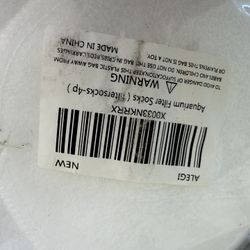 ALEGI NEW
X0033NKRRX
Aquarium Filter Socks ( Filtersocks-4p )
TO AVOID DANGER OF SUFFOCATION KEEP THIS PLASTIC BAG AWAY FROM
BABIES AND CHILDREN. DO NOT USE THIS BAG IN CRIBS BEDS CARRIAGES
OR PLAYPENS. THIS BAG IS NOT A TOY.
MADE IN CHINA